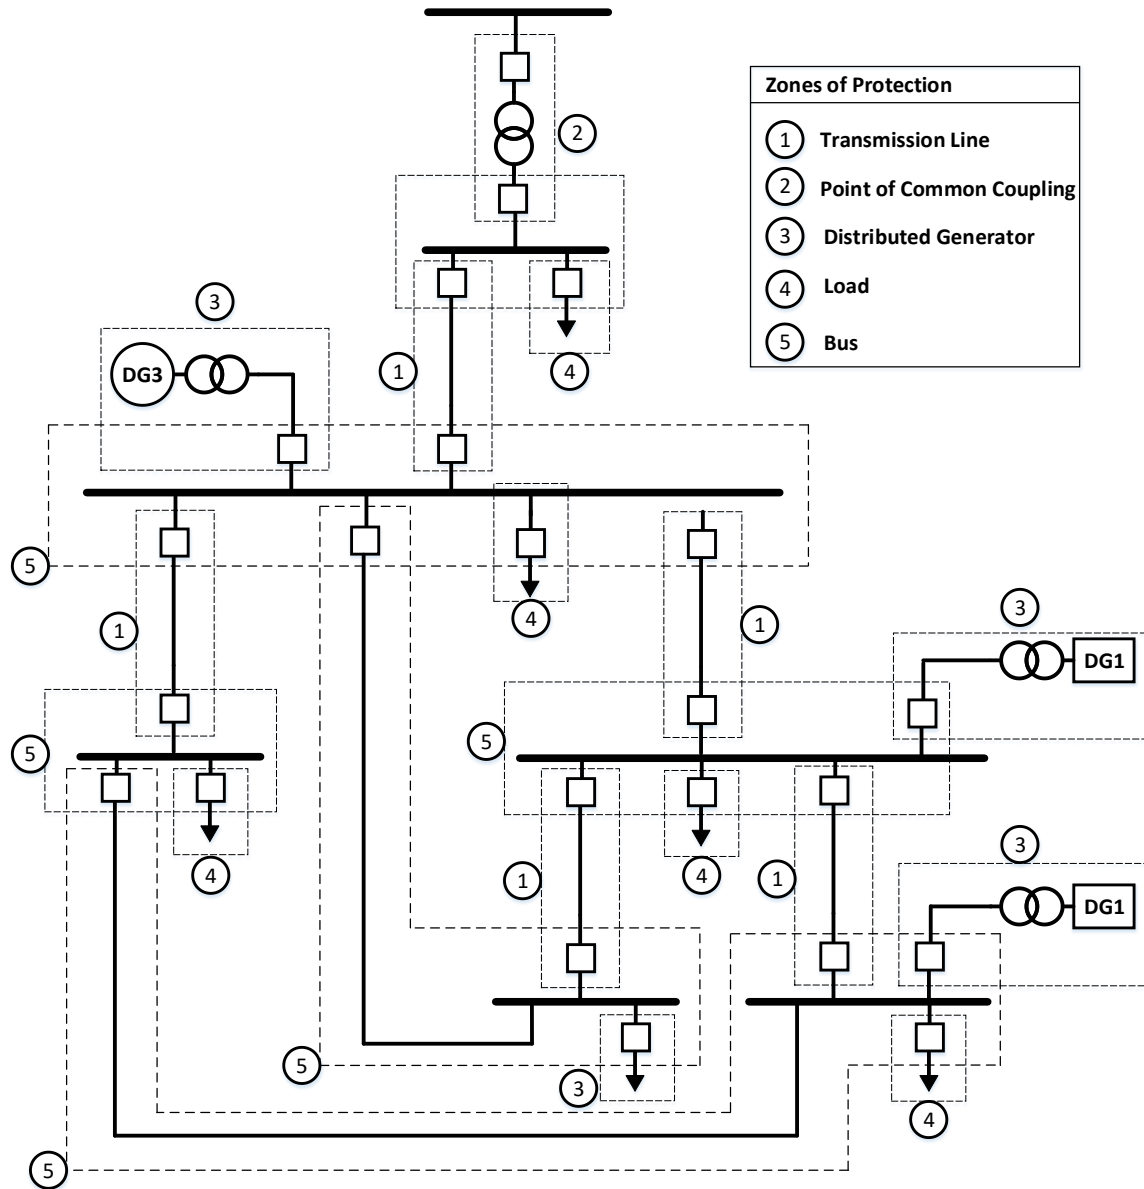 Zones of Protection
1 Transmission Line
2 Point of Common Coupling
3 Distributed Generator
4 Load
5 Bus
2
3
DG3
1
4
5
4
1
1
3
DG1
5
5
4
4
1
1
3
DG1
5
3
4
5